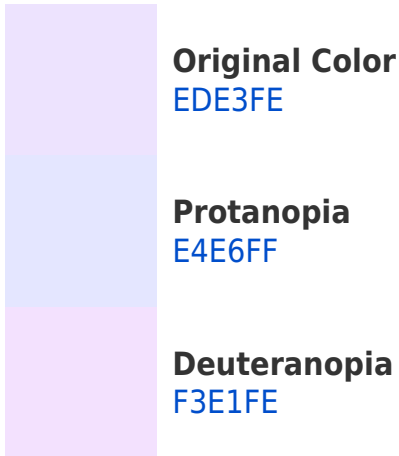 Original Color
EDE3FE
Protanopia
E4E6FF
Deuteranopia
F3E1FE